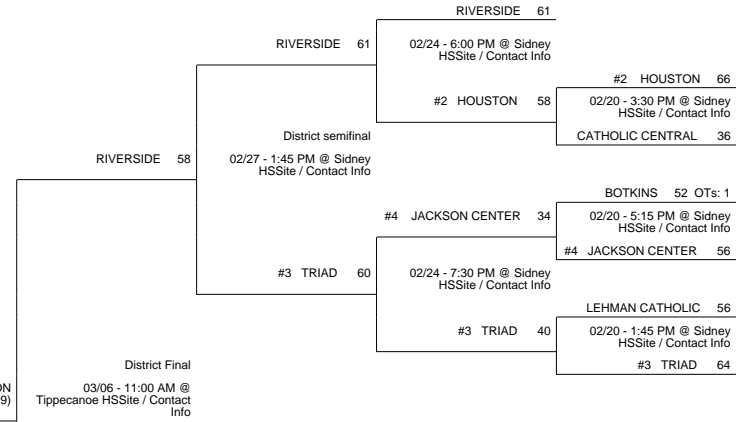 RIVERSIDE 61
RIVERSIDE 61
02/24 - 6:00 PM @ Sidney
HSSite / Contact Info
#2 HOUSTON 66
#2 HOUSTON 58
02/20 - 3:30 PM @ Sidney
HSSite / Contact Info
District semifinal
CATHOLIC CENTRAL 36
RIVERSIDE 58
02/27 - 1:45 PM @ Sidney
HSSite / Contact Info
BOTKINS 52 OTs: 1
#4 JACKSON CENTER 34
02/20 - 5:15 PM @ Sidney
HSSite / Contact Info
#4 JACKSON CENTER 56
#3 TRIAD 60
02/24 - 7:30 PM @ Sidney
HSSite / Contact Info
LEHMAN CATHOLIC 56
#3 TRIAD 40
02/20 - 1:45 PM @ Sidney
HSSite / Contact Info
District Final
#3 TRIAD 64
ON
9)
03/06 - 11:00 AM @
Tippecanoe HSSite / Contact
Info